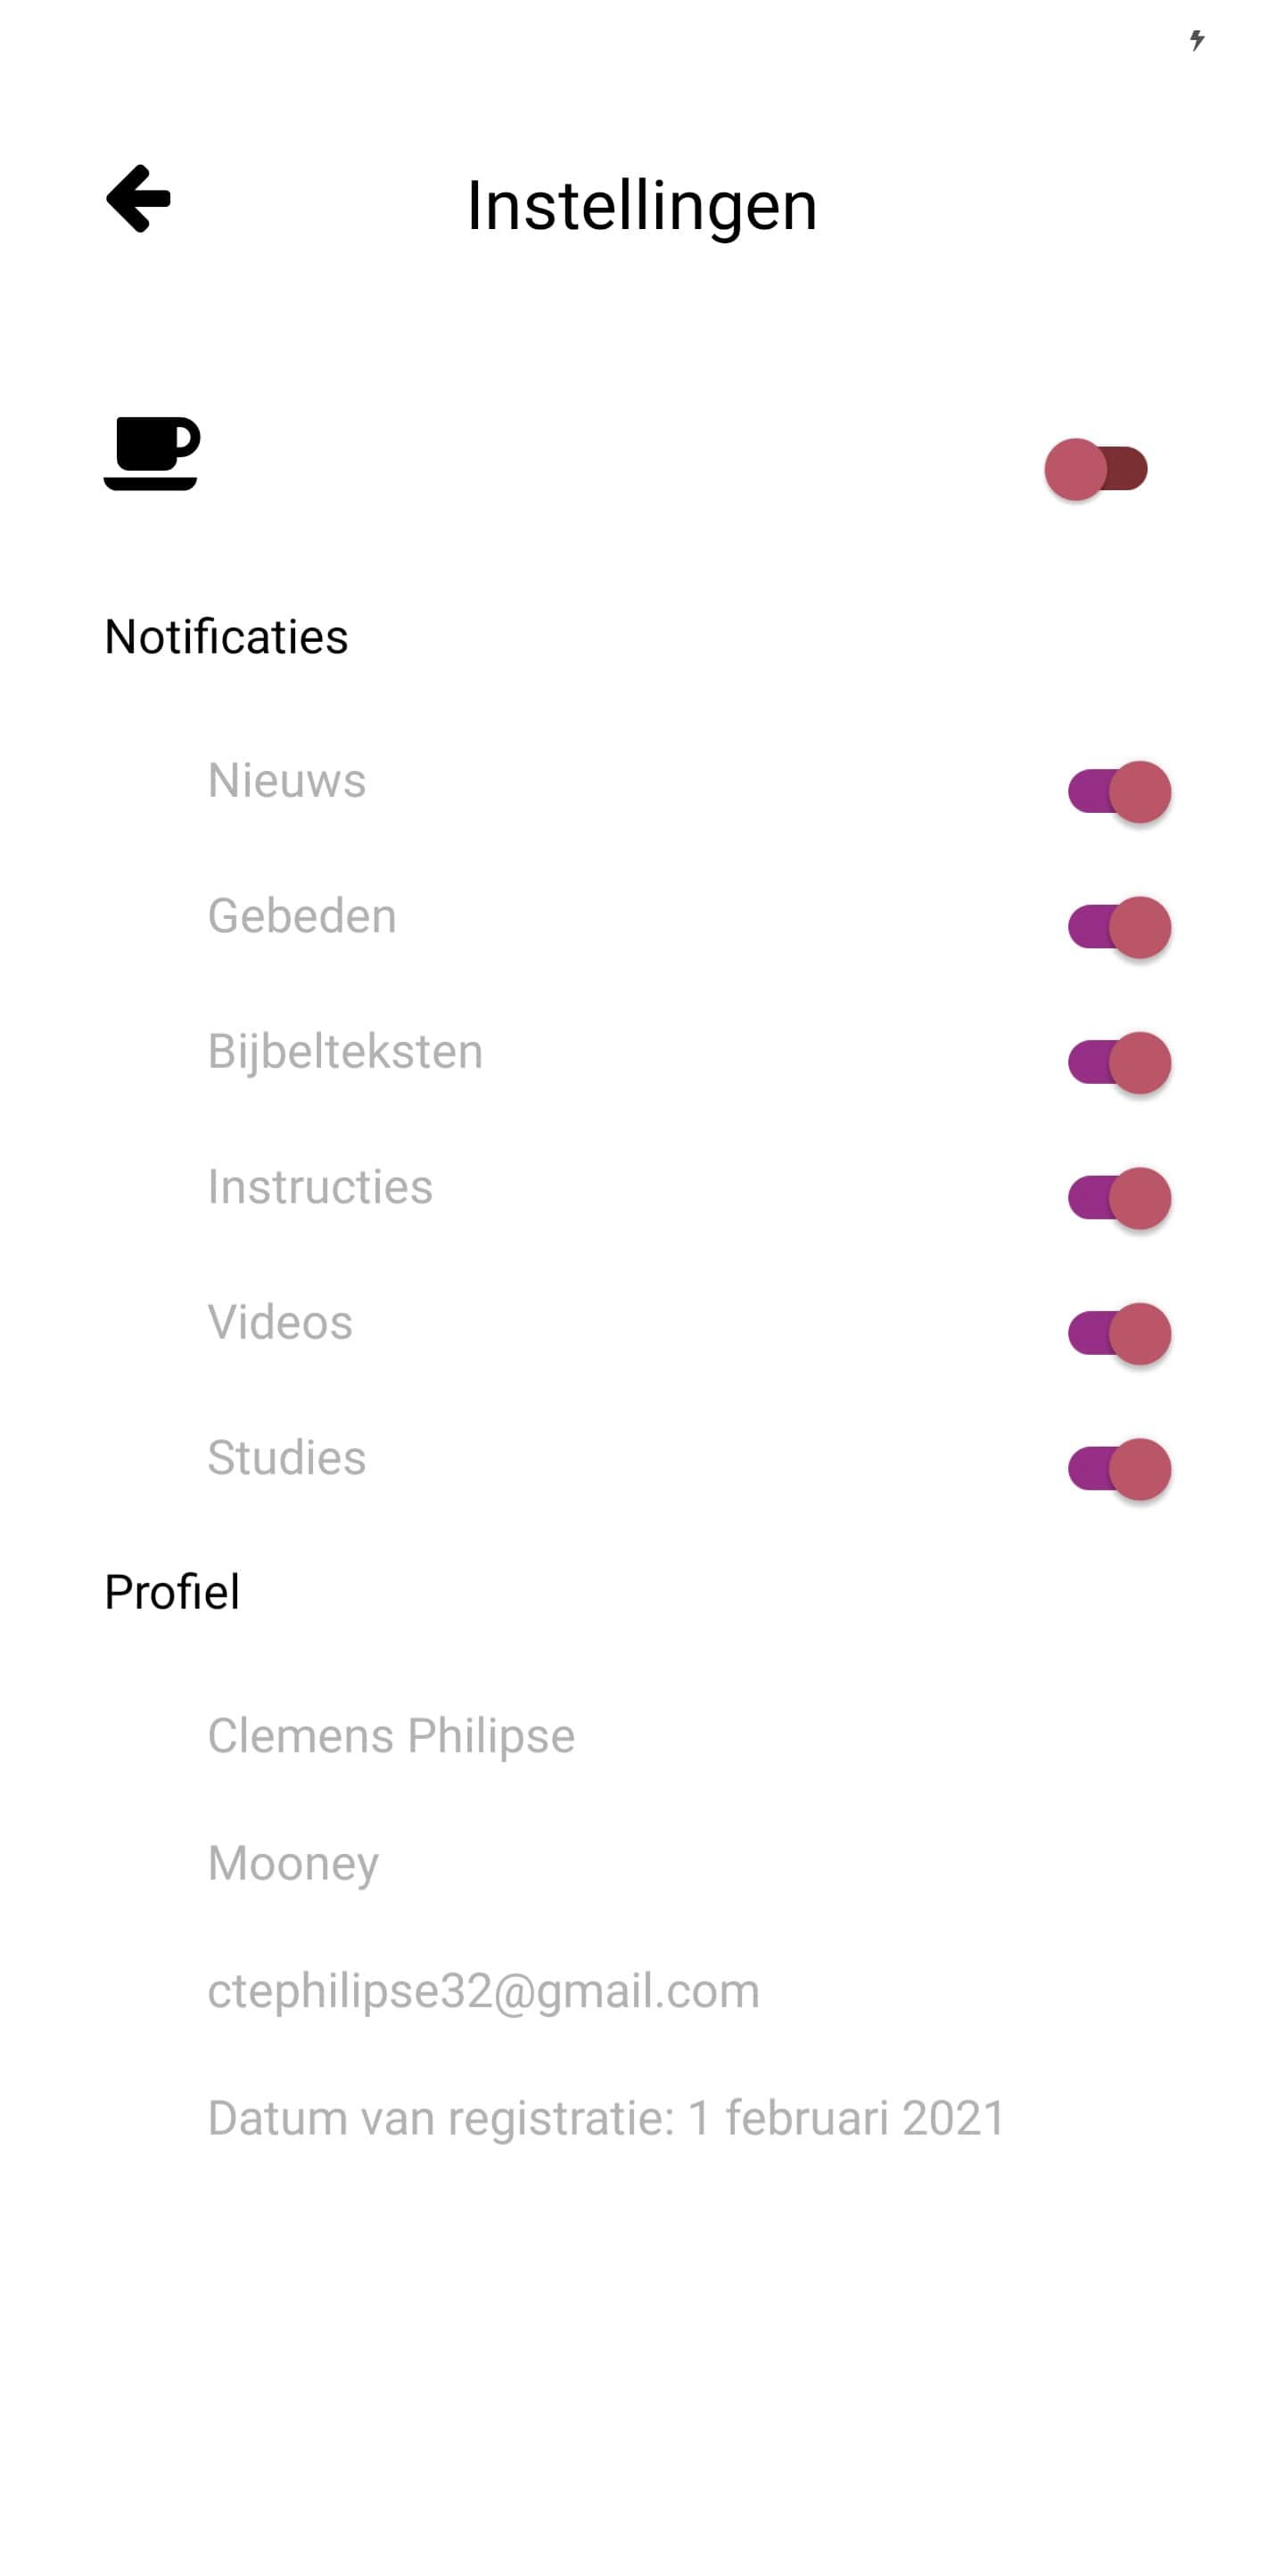 Instellingen
Notificaties
Nieuws
Gebeden
Bijbelteksten
Instructies
Videos
Studies
Profiel
Clemens Philipse
Mooney
ctephilipse32@gmail.com
Datum van registratie: 1 februari 2021